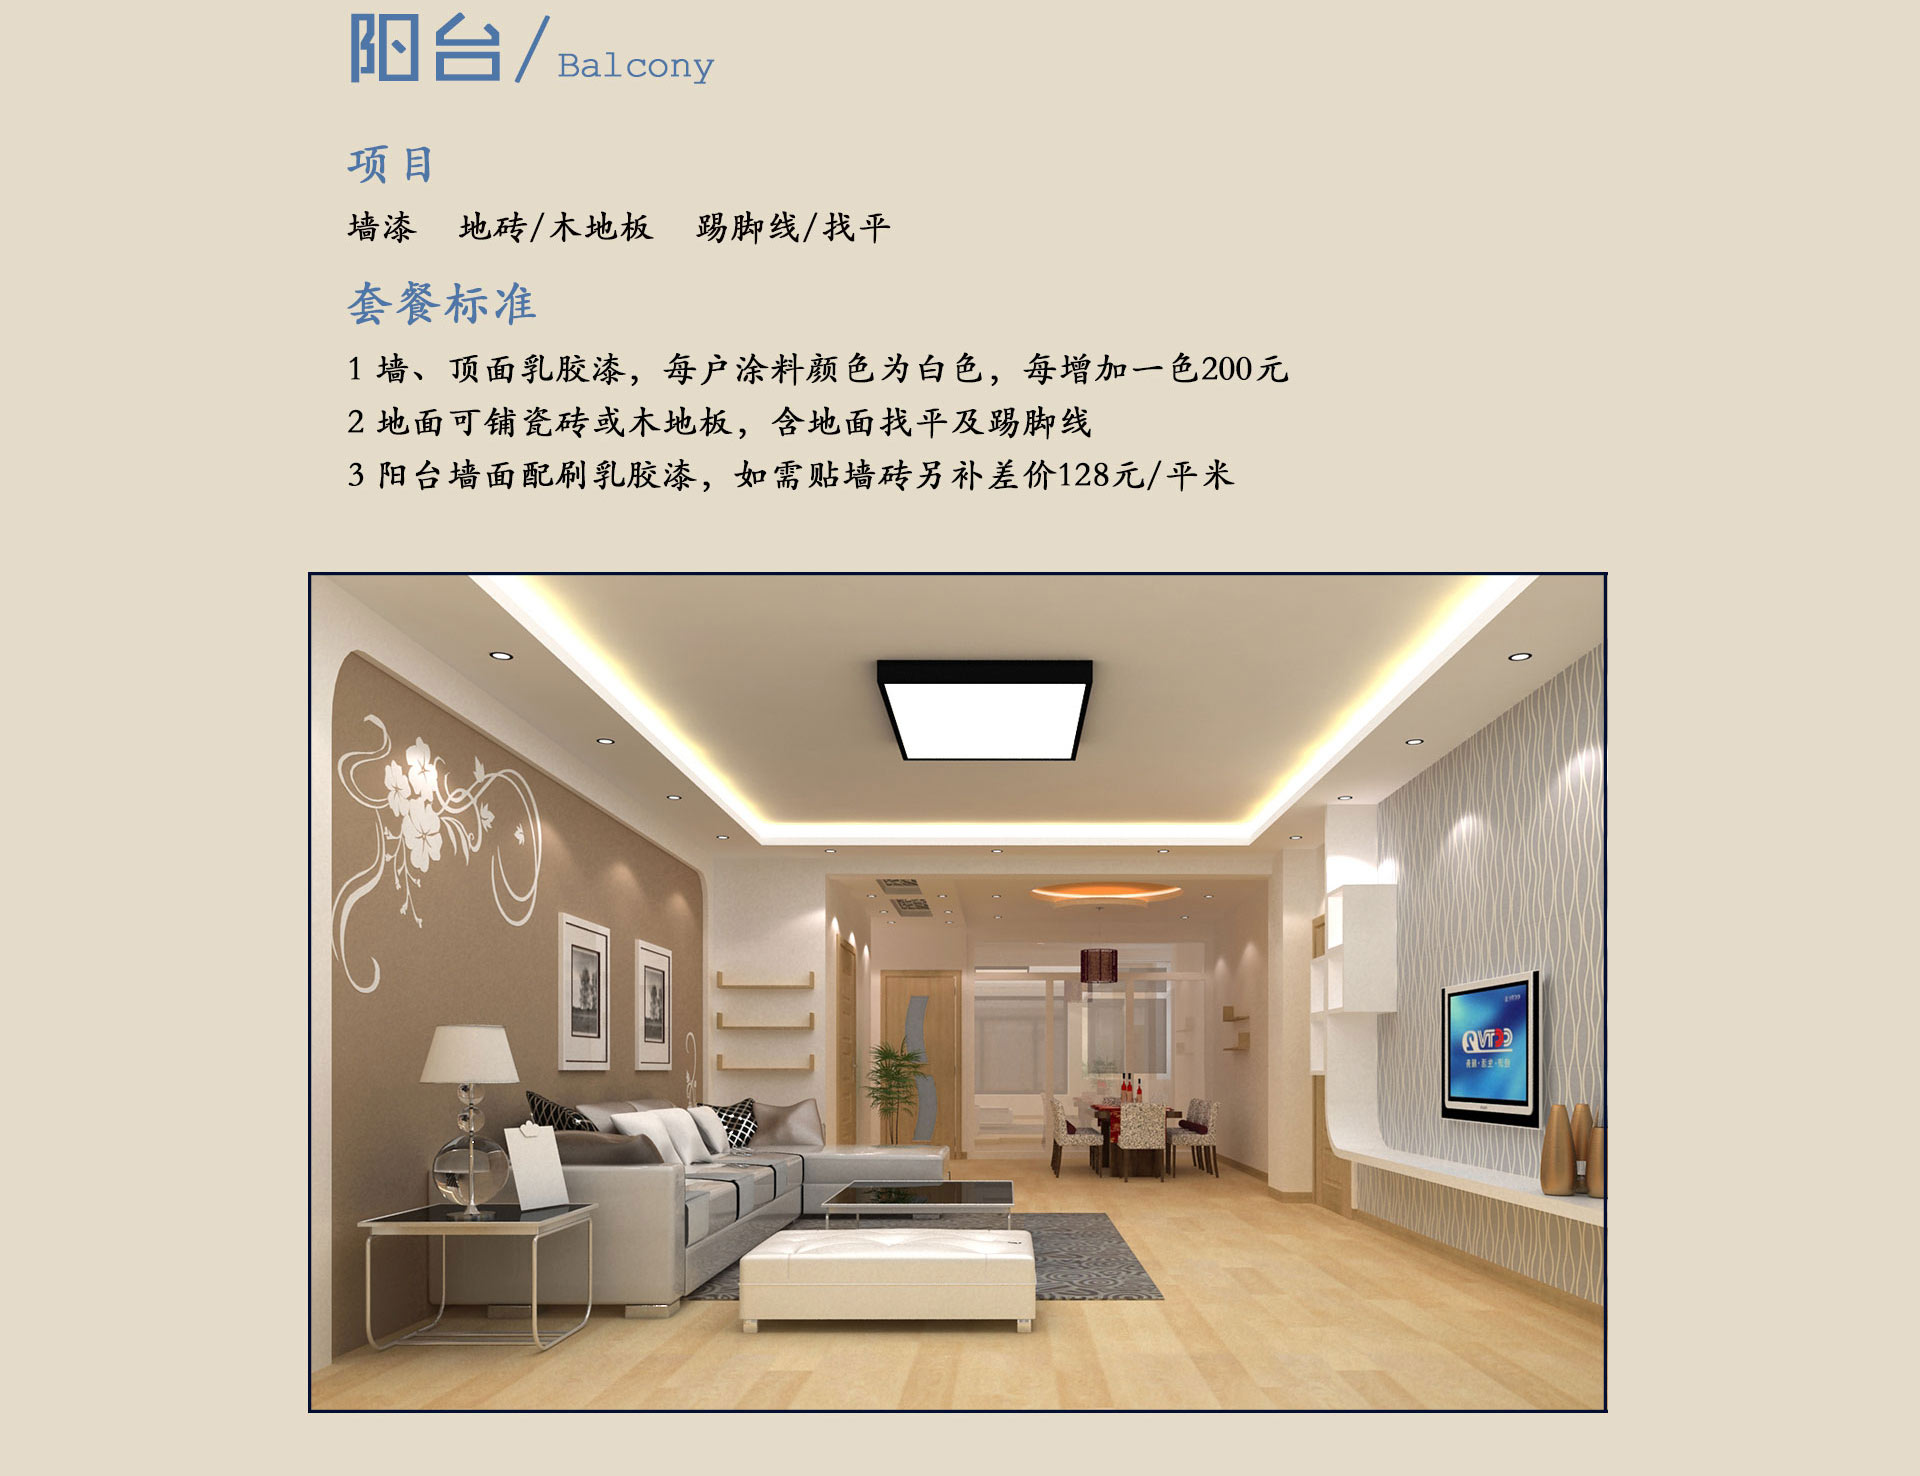 阳台/Balcony
项目
墙漆 地砖/木地板 踢脚线/找平
套餐标准
1 墙、顶面乳胶漆，每户涂料颜色为白色，每增加一色200元
2 地面可铺瓷砖或木地板，含地面找平及踢脚线
3 阳台墙面配刷乳胶漆，如需贴墙砖另补差价128元/平米